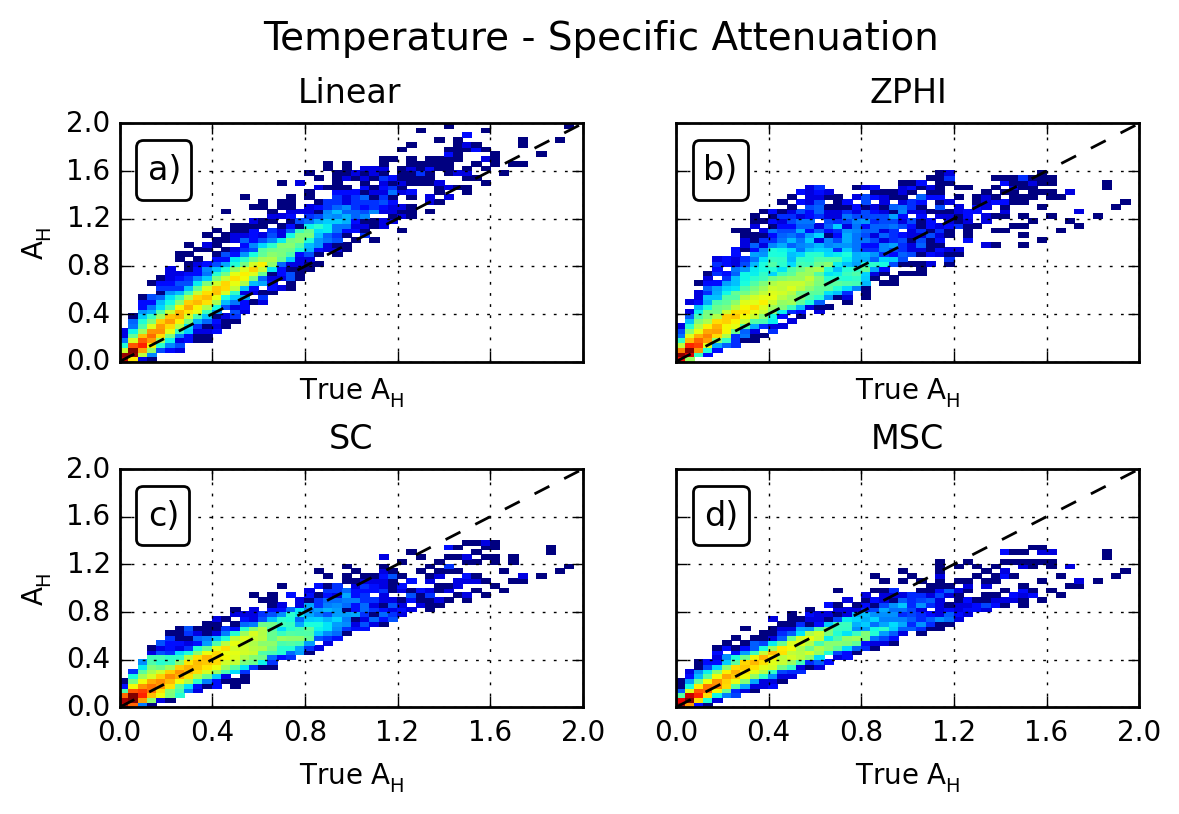 Temperature - Specific Attenuation
Linear
ZPHI
2.0
1.6
1.2
0.8
0.4
0.0
A_H
a)
b)
True A_H
True A_H
SC
MSC
2.0
1.6
1.2
0.8
0.4
0.0
A_H
c)
d)
0.0 0.4 0.8 1.2 1.6 2.0
0.0 0.4 0.8 1.2 1.6 2.0
True A_H
True A_H